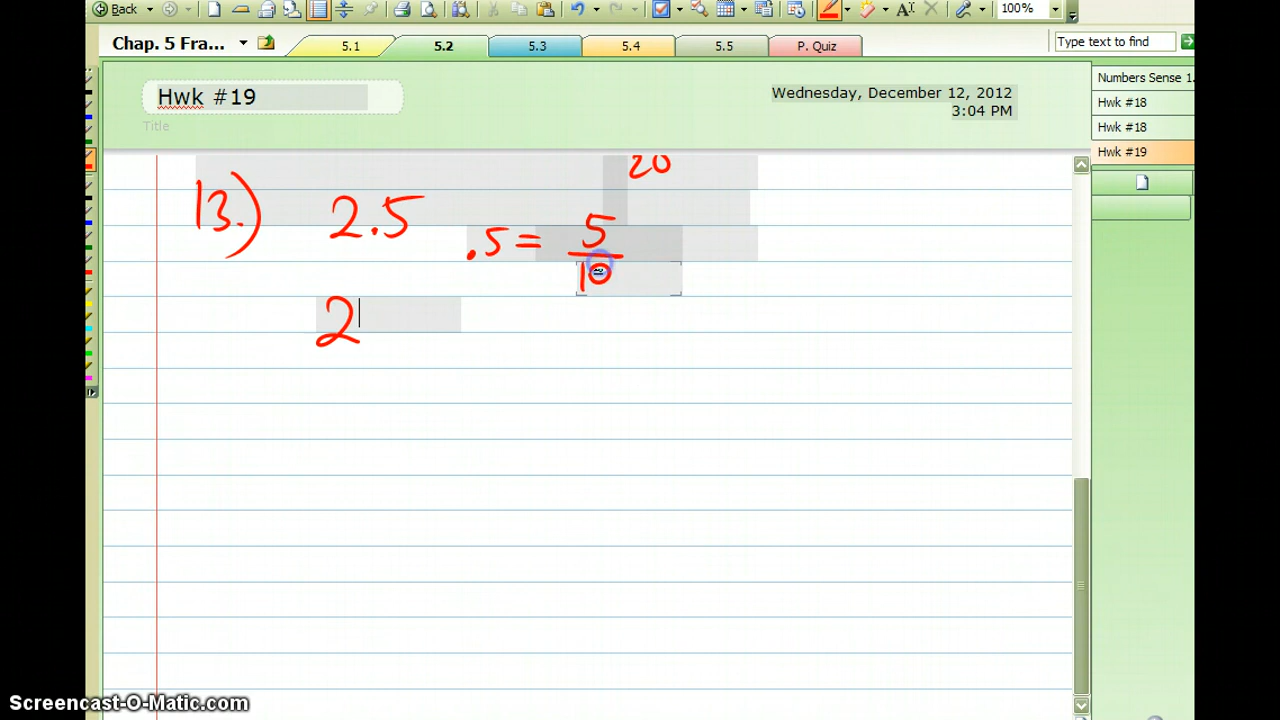 Back 100%
Chap. 5 Fra... 5.1 5.2 5.3 5.4 5.5 P. Quiz Type text to find
Hwk #19
Title
Wednesday, December 12, 2012
3:04 PM
Numbers Sense 1.
Hwk #18
Hwk #18
Hwk #19
20
13.) 2.5
.5 = 5
10
2
Screencast-O-Matic.com